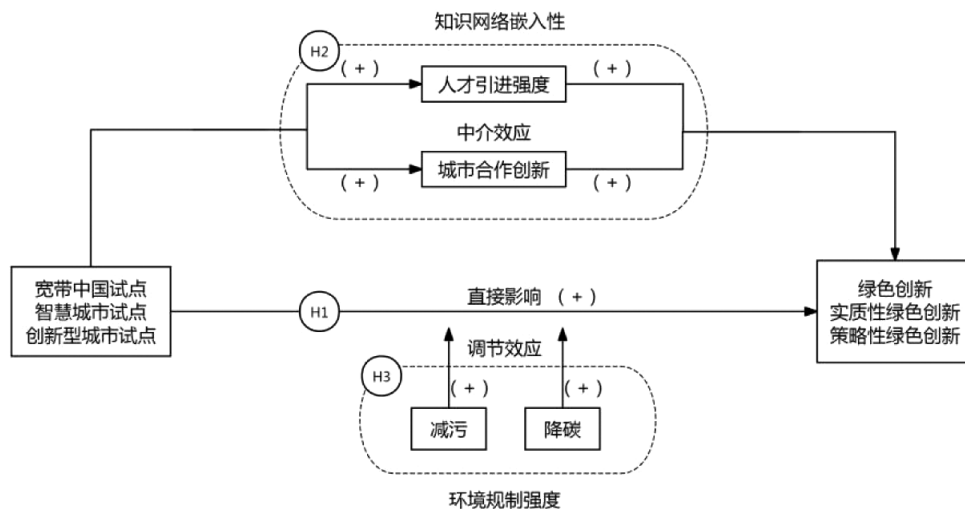 知识网络嵌入性
H2
(+)
(+)
人才引进强度
中介效应
城市合作创新
(+)
(+)
宽带中国试点
智慧城市试点
创新型城市试点
H1
直接影响 (+)
绿色创新
实质性绿色创新
策略性绿色创新
调节效应
H3
(+)
(+)
减污
降碳
环境规制强度